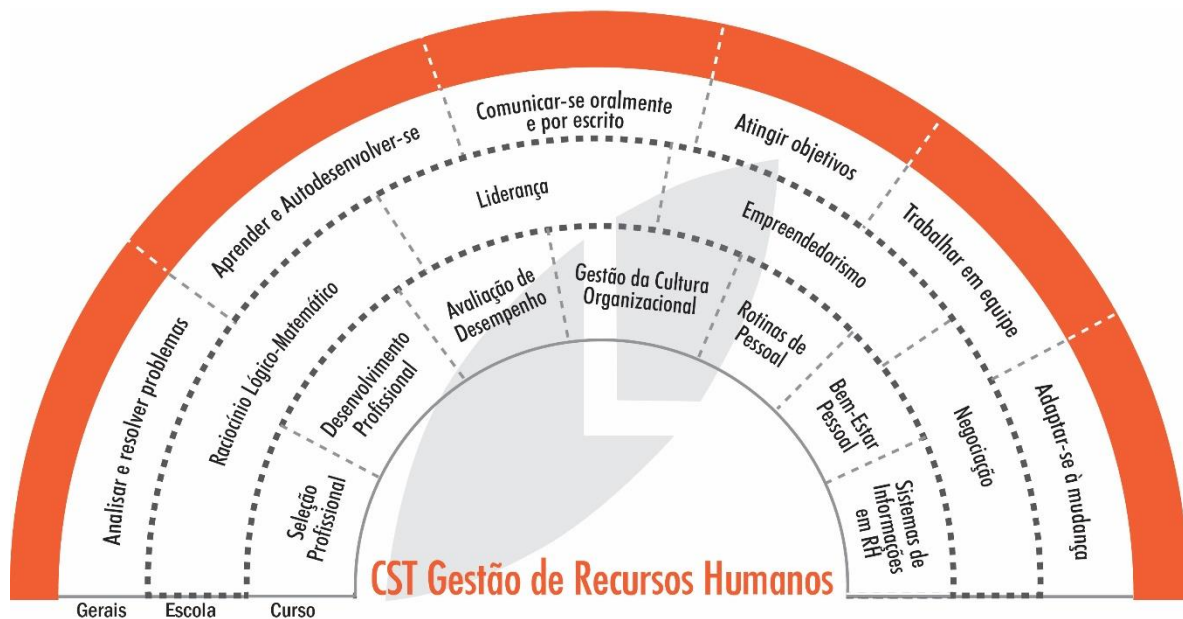 Analisar e resolver problemas
Aprender e Autodesenvolver-se
Comunicar-se oralmente
e por escrito
Atingir objetivos
Trabalhar em equipe
Adaptar-se à mudança
Raciocínio Lógico-Matemático
Liderança
Empreendedorismo
Negociação
Seleção
Profissional
Desenvolvimento
Profissional
Avaliação de
Desempenho
Gestão da Cultura
Organizacional
Rotinas de
Pessoal
Bem-Estar
Pessoal
Sistemas de
Informações
em RH
CST Gestão de Recursos Humanos
Gerais
Escola
Curso